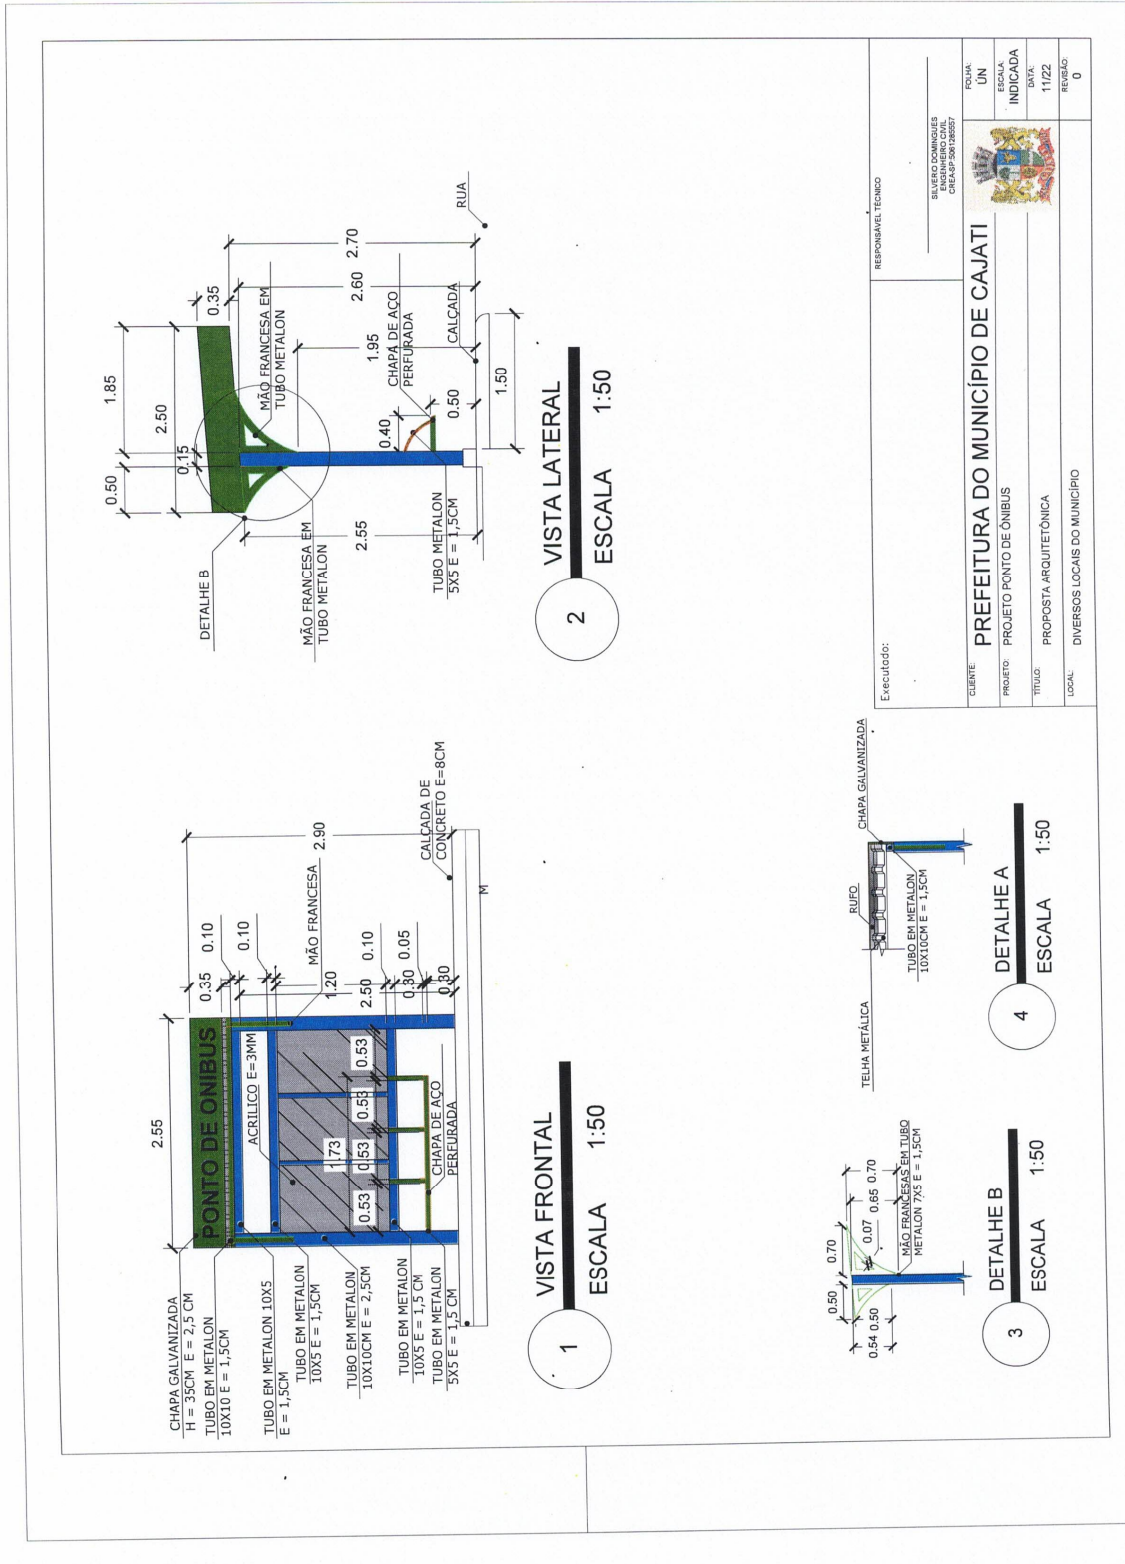 CHAPA GALVANIZADA
H = 35CM  E = 2,5 CM
TUBO EM METALON
10X10 E = 1,5CM
TUBO EM METALON 10X5
E = 1,5CM
TUBO EM METALON
10X5 E = 1,5CM
TUBO EM METALON
10X10CM E = 2,5CM
TUBO EM METALON
10X5 E = 1,5 CM
TUBO EM METALON
5X5 E = 1,5 CM
2.55
PONTO DE ONIBUS
ACRILICO E=3MM
1.73
0.53
0.53
0.53
0.53
CHAPA DE AÇO
PERFURADA
0.35
0.10
0.10
MÃO FRANCESA
1.20
2.50
0.10
0.30
0.05
0.30
2.90
CALÇADA DE
CONCRETO E=8CM
M
1
VISTA FRONTAL
ESCALA 1:50
DETALHE B
MÃO FRANCESA EM
TUBO METALON
2.55
TUBO METALON
5X5 E = 1,5CM
0.50
1.85
2.50
0.15
0.35
MÃO FRANCESA EM
TUBO METALON
1.95
2.60
2.70
CHAPA DE AÇO
PERFURADA
0.40
0.50
CALÇADA
1.50
RUA
2
VISTA LATERAL
ESCALA 1:50
0.50
0.70
0.54
0.50
0.07
0.65
0.70
MÃO FRANCESAS EM TUBO
METALON 7X5 E = 1,5CM
3
DETALHE B
ESCALA 1:50
TELHA METÁLICA
RUFO
CHAPA GALVANIZADA
TUBO EM METALON
10X10CM E = 1,5CM
4
DETALHE A
ESCALA 1:50
Executado:
RESPONSÁVEL TÉCNICO
SILVERIO DOMINGUES
ENGENHEIRO CIVIL
CREA-SP:5061285557
CLIENTE: PREFEITURA DO MUNICÍPIO DE CAJATI
PROJETO: PROJETO PONTO DE ÔNIBUS
TÍTULO: PROPOSTA ARQUITETÔNICA
LOCAL: DIVERSOS LOCAIS DO MUNICÍPIO
FOLHA:
ÚN
ESCALA:
INDICADA
DATA:
11/22
REVISÃO:
0